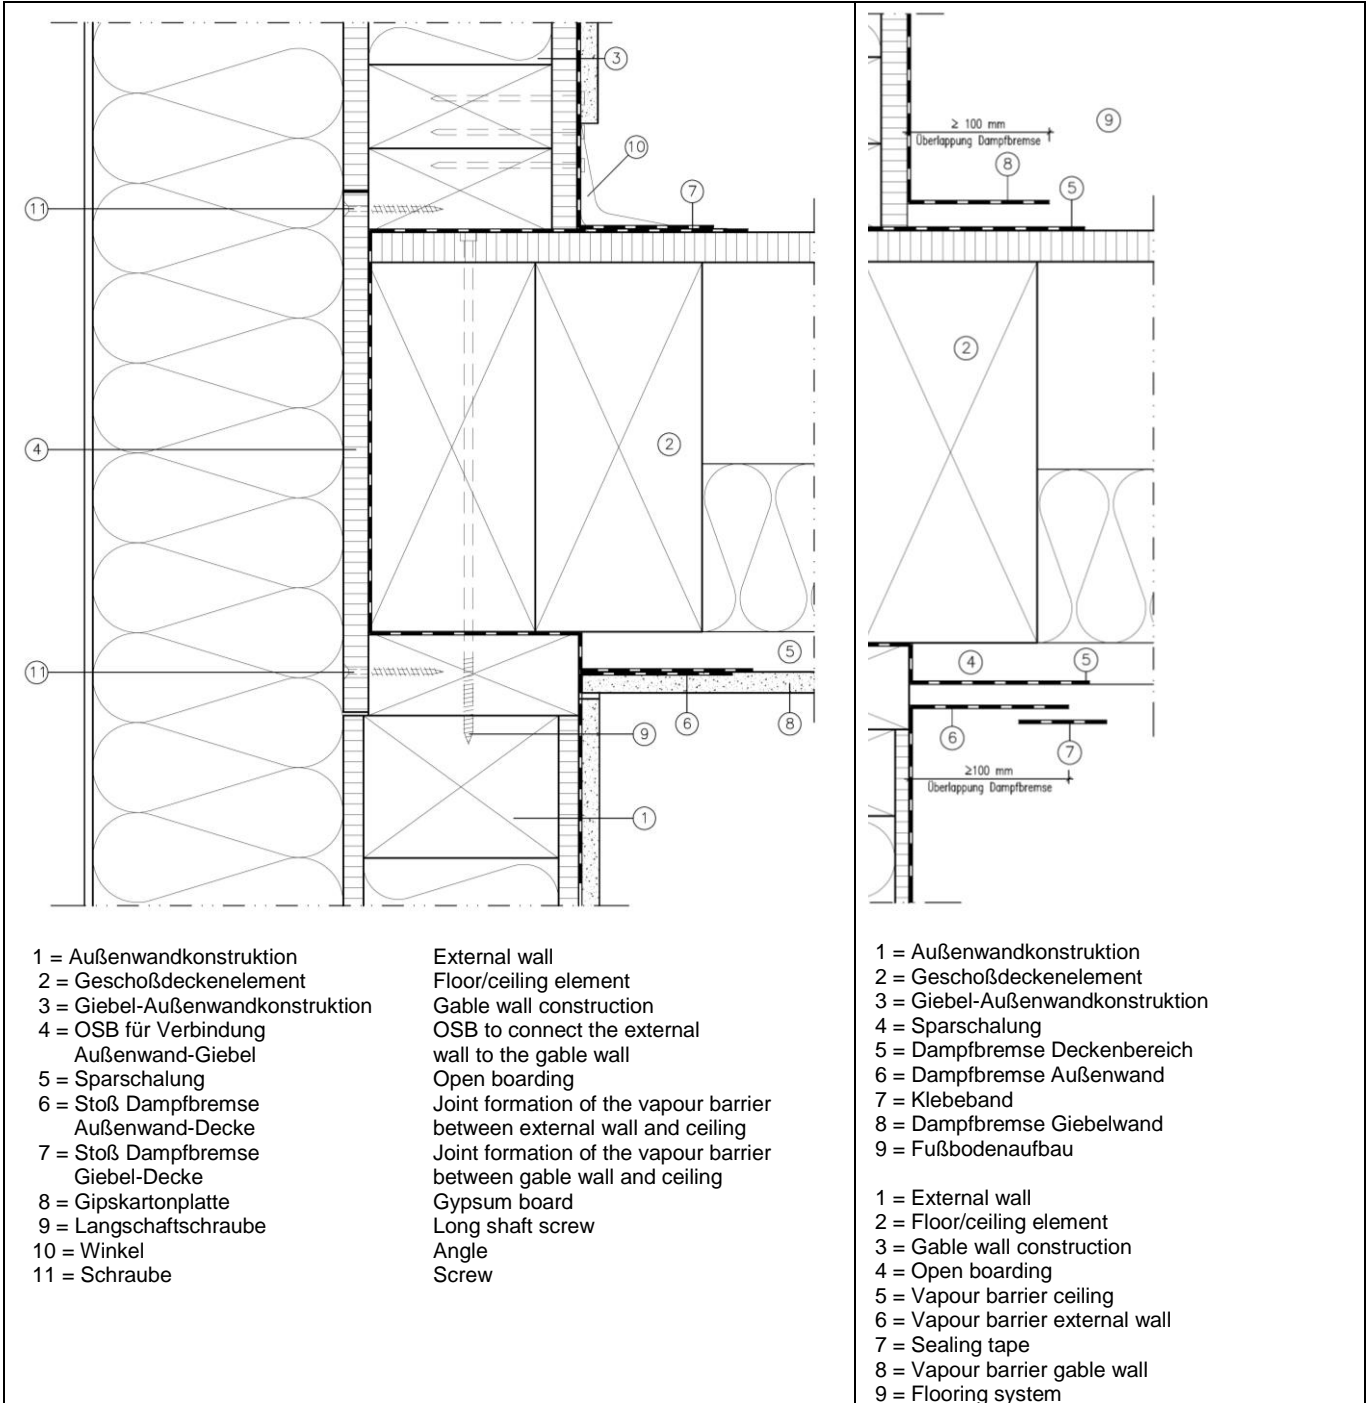 3
10
7
11
4
2
5
11
6
8
9
1
≥ 100 mm
Überlappung Dampfbremse
9
8
5
2
4
5
6
7
≥100 mm
Überlappung Dampfbremse
1 = Außenwandkonstruktion External wall
2 = Geschoßdeckenelement Floor/ceiling element
3 = Giebel-Außenwandkonstruktion Gable wall construction
4 = OSB für Verbindung OSB to connect the external
Außenwand-Giebel wall to the gable wall
5 = Sparschalung Open boarding
6 = Stoß Dampfbremse Joint formation of the vapour barrier
Außenwand-Decke between external wall and ceiling
7 = Stoß Dampfbremse Joint formation of the vapour barrier
Giebel-Decke between gable wall and ceiling
8 = Gipskartonplatte Gypsum board
9 = Langschaftschraube Long shaft screw
10 = Winkel Angle
11 = Schraube Screw
1 = Außenwandkonstruktion
2 = Geschoßdeckenelement
3 = Giebel-Außenwandkonstruktion
4 = Sparschalung
5 = Dampfbremse Deckenbereich
6 = Dampfbremse Außenwand
7 = Klebeband
8 = Dampfbremse Giebelwand
9 = Fußbodenaufbau
1 = External wall
2 = Floor/ceiling element
3 = Gable wall construction
4 = Open boarding
5 = Vapour barrier ceiling
6 = Vapour barrier external wall
7 = Sealing tape
8 = Vapour barrier gable wall
9 = Flooring system